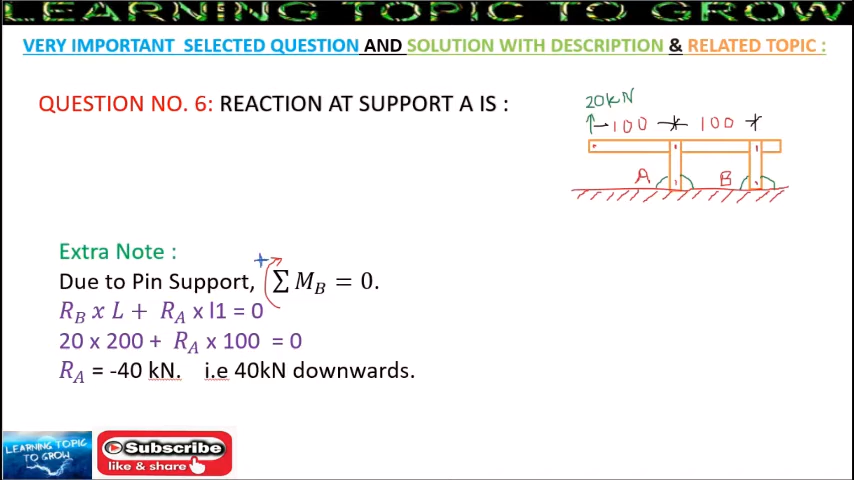 LEARNING TOPIC TO GROW
VERY IMPORTANT SELECTED QUESTION AND SOLUTION WITH DESCRIPTION & RELATED TOPIC :
QUESTION NO. 6: REACTION AT SUPPORT A IS :
20kN
100 100
A B
Extra Note :
Due to Pin Support, + ∑ M_B = 0.
R_B x L + R_A x l1 = 0
20 x 200 + R_A x 100 = 0
R_A = -40 kN. i.e 40kN downwards.
LEARNING TOPIC
TO GROW
Subscribe
like & share